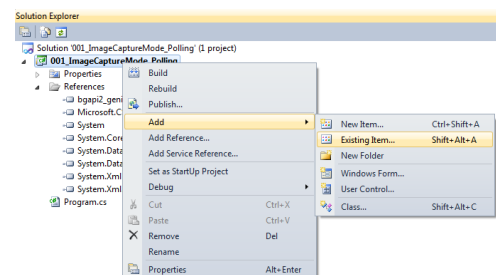 Solution Explorer
Solution '001_ImageCaptureMode_Polling' (1 project)
001_ImageCaptureMode_Polling
Properties
References
bgapi2_geni
Microsoft.C
System
System.Core
System.Data
System.Data
System.Xml
System.Xml
Program.cs
Build
Rebuild
Publish...
Add
Add Reference...
Add Service Reference...
Set as StartUp Project
Debug
Cut Ctrl+X
Paste Ctrl+V
Remove Del
Rename
Properties Alt+Enter
New Item... Ctrl+Shift+A
Existing Item... Shift+Alt+A
New Folder
Windows Form...
User Control...
Class... Shift+Alt+C